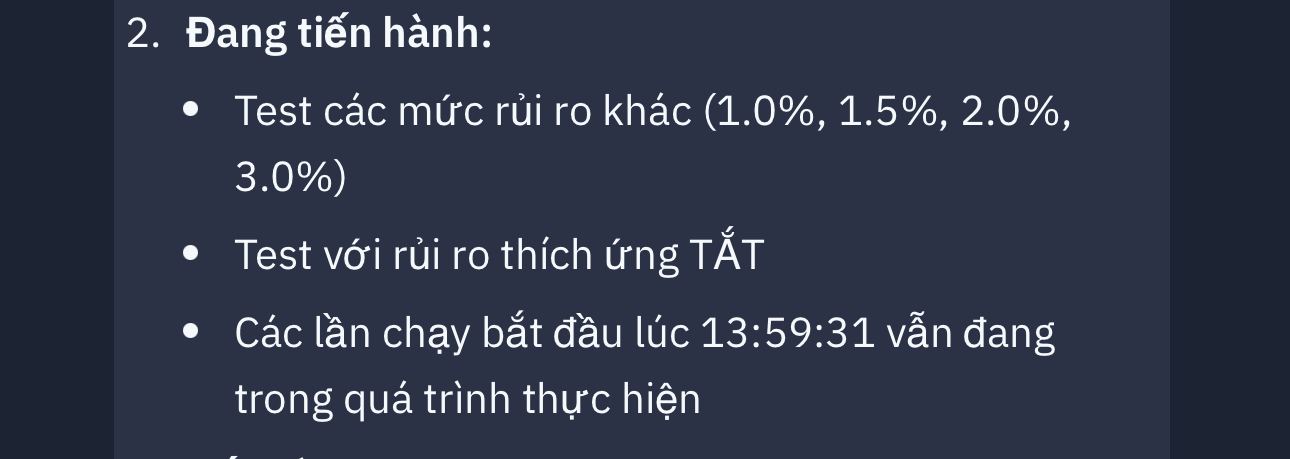 2. Đang tiến hành:
• Test các mức rủi ro khác (1.0%, 1.5%, 2.0%,
3.0%)
• Test với rủi ro thích ứng TẮT
• Các lần chạy bắt đầu lúc 13:59:31 vẫn đang
trong quá trình thực hiện